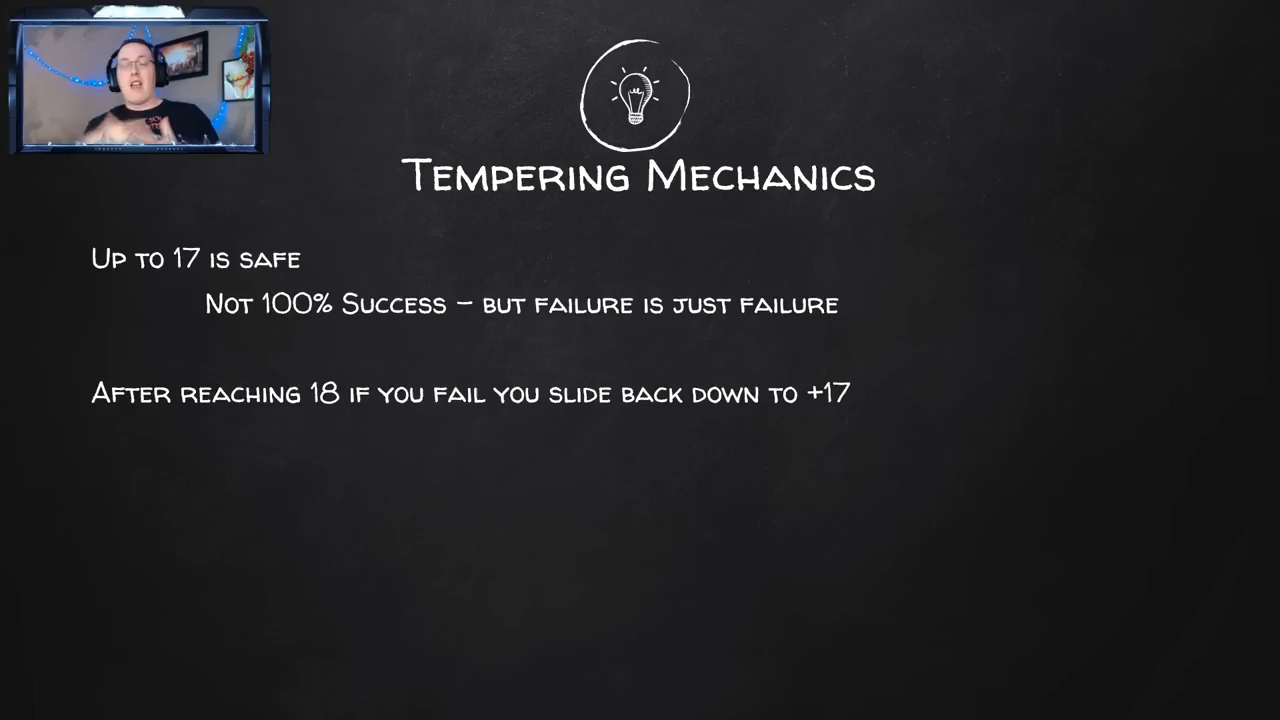 Tempering Mechanics
Up to 17 is safe
Not 100% Success – but failure is just failure
After reaching 18 if you fail you slide back down to +17